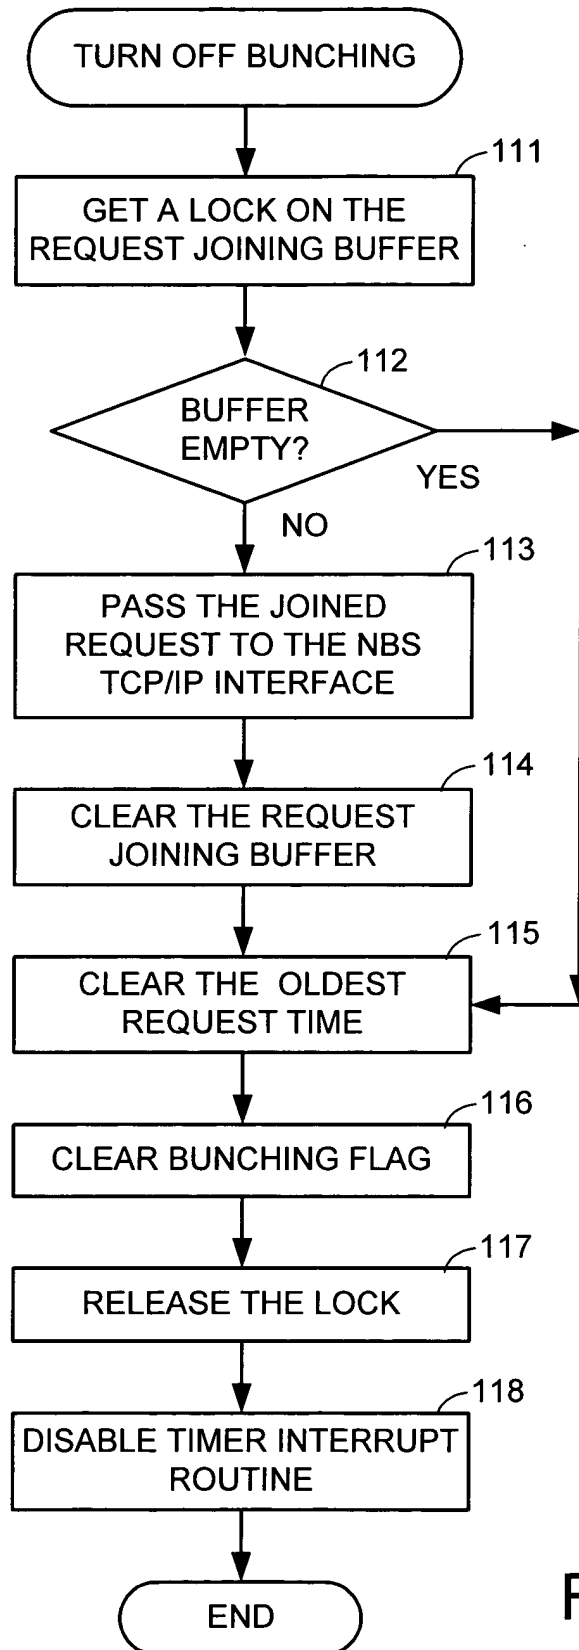 TURN OFF BUNCHING
111
GET A LOCK ON THE
REQUEST JOINING BUFFER
112
BUFFER
EMPTY?
YES
NO
113
PASS THE JOINED
REQUEST TO THE NBS
TCP/IP INTERFACE
114
CLEAR THE REQUEST
JOINING BUFFER
115
CLEAR THE OLDEST
REQUEST TIME
116
CLEAR BUNCHING FLAG
117
RELEASE THE LOCK
118
DISABLE TIMER INTERRUPT
ROUTINE
END